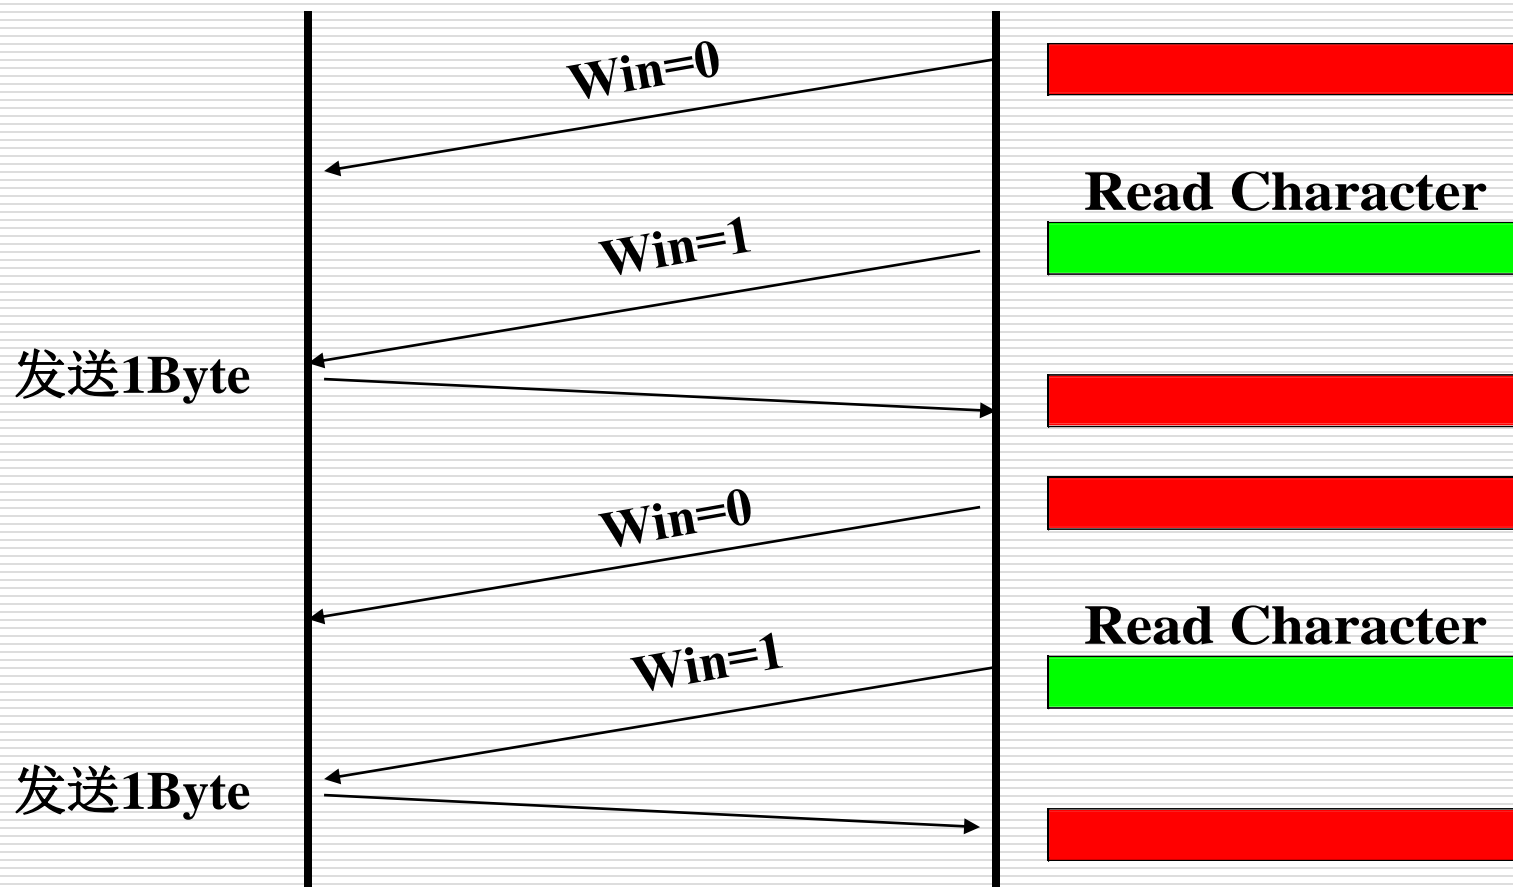 Win=0
Read Character
Win=1
发送1Byte
Win=0
Read Character
Win=1
发送1Byte